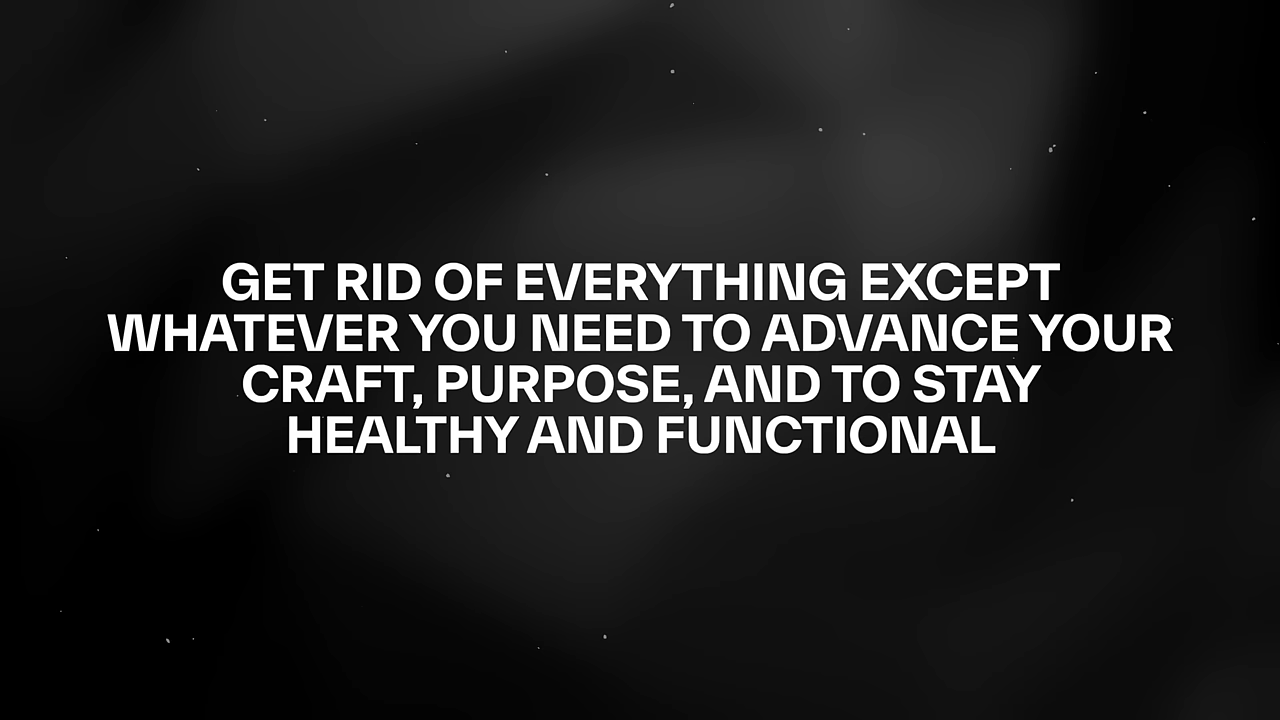 GET RID OF EVERYTHING EXCEPT
WHATEVER YOU NEED TO ADVANCE YOUR
CRAFT, PURPOSE, AND TO STAY
HEALTHY AND FUNCTIONAL